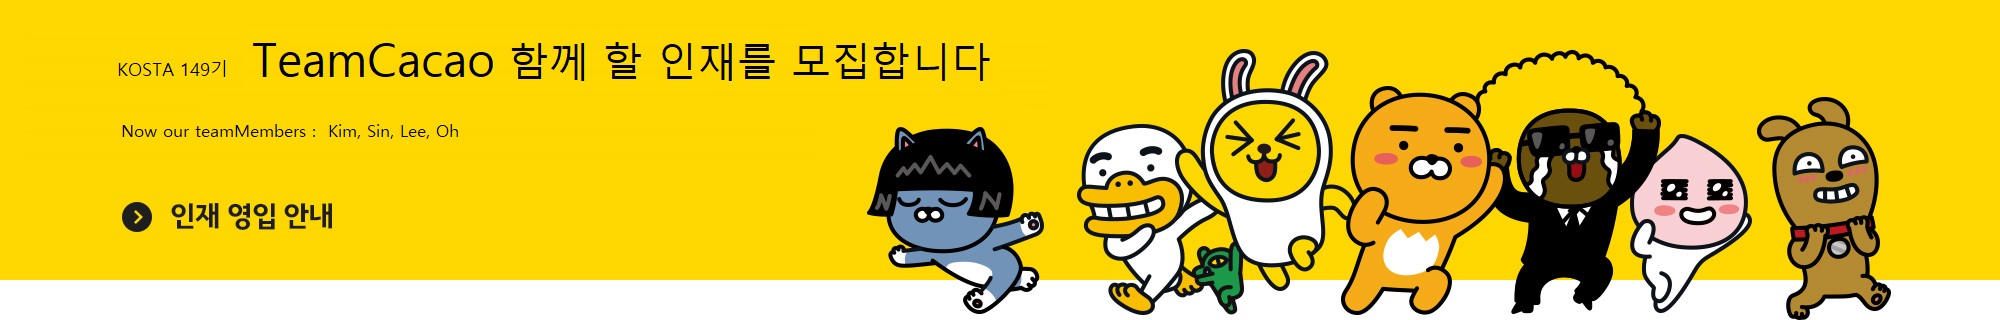 KOSTA 149기 TeamCacao 함께 할 인재를 모집합니다
Now our teamMembers : Kim, Sin, Lee, Oh
인재 영입 안내